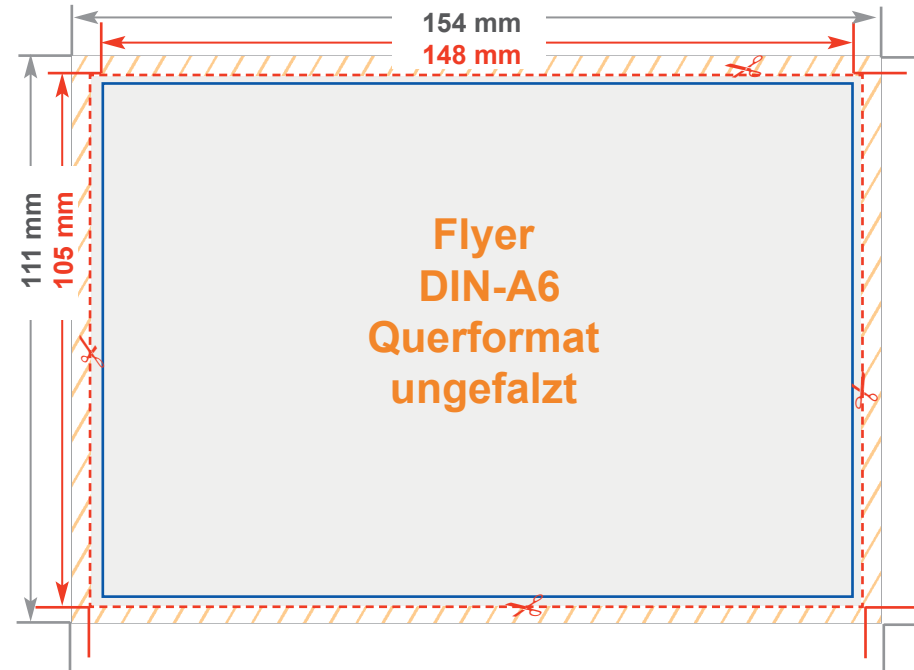 154 mm
148 mm
111 mm
105 mm
Flyer
DIN-A6
Querformat
ungefalzt